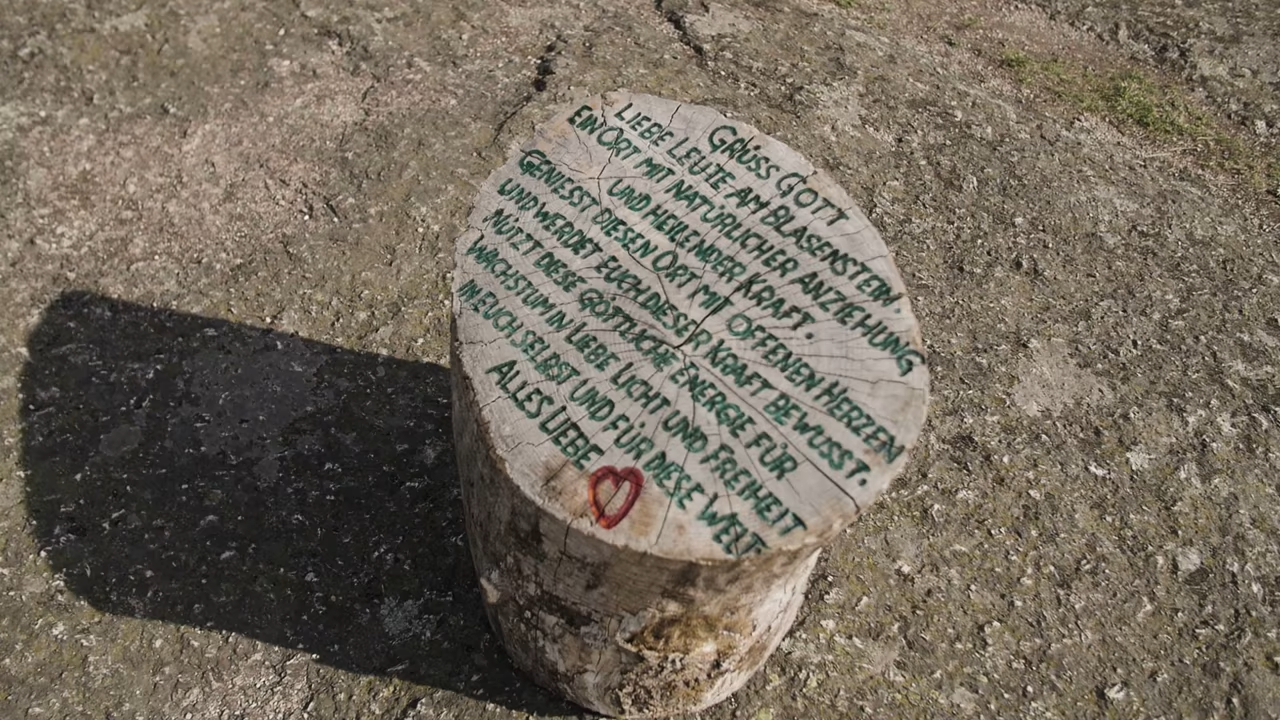 GRÜSS GOTT
LIEBE LEUTE AM BLASENSTEIN,
EIN ORT MIT NATÜRLICHER ANZIEHUNG
UND HEILENDER KRAFT.
GENIESST DIESEN ORT MIT OFFENEN HERZEN
UND WERDET EUCH DIESER KRAFT BEWUSST.
NÜTZT DIESE GÖTTLICHE ENERGIE FÜR
WACHSTUM IN LIEBE LICHT UND FREIHEIT
IN EUCH SELBST UND FÜR DIESE WELT
ALLES LIEBE